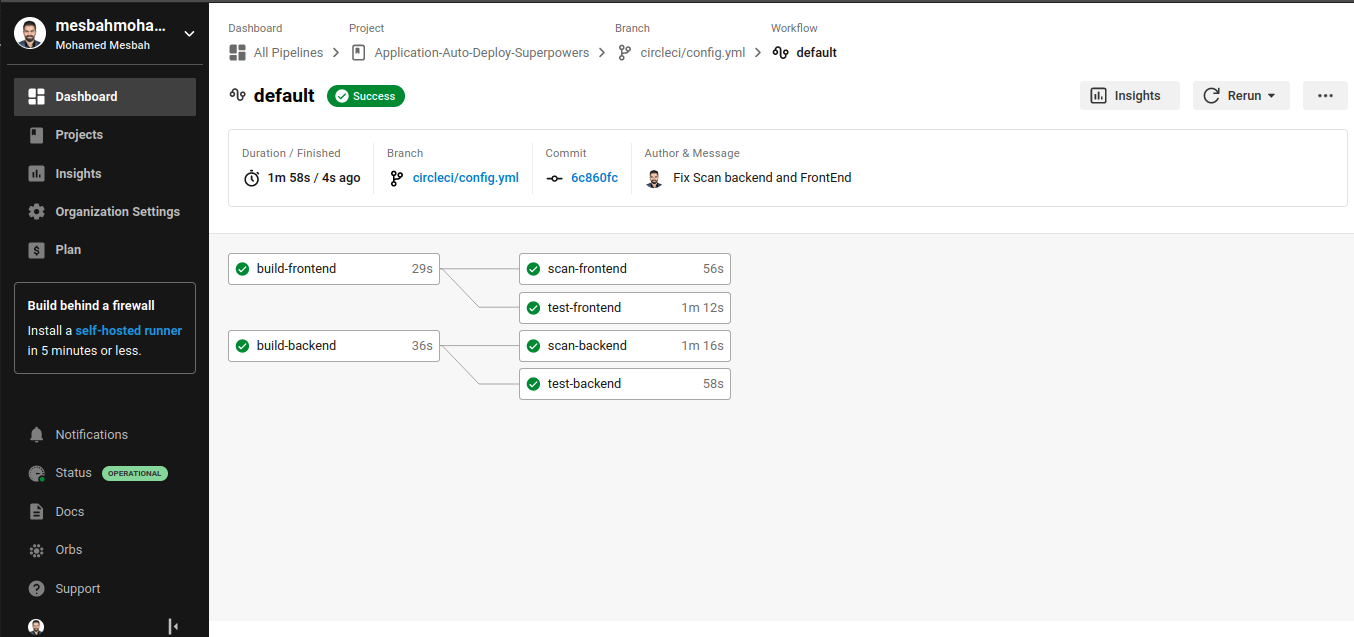 mesbahmoha...
Mohamed Mesbah
Dashboard
Projects
Insights
Organization Settings
Plan
Build behind a firewall
Install a self-hosted runner
in 5 minutes or less.
Notifications
Status OPERATIONAL
Docs
Orbs
Support
Dashboard Project Branch Workflow
All Pipelines Application-Auto-Deploy-Superpowers circleci/config.yml default
default Success Insights Rerun
Duration / Finished Branch Commit Author & Message
1m 58s / 4s ago circleci/config.yml 6c860fc Fix Scan backend and FrontEnd
build-frontend 29s scan-frontend 56s
test-frontend 1m 12s
build-backend 36s scan-backend 1m 16s
test-backend 58s